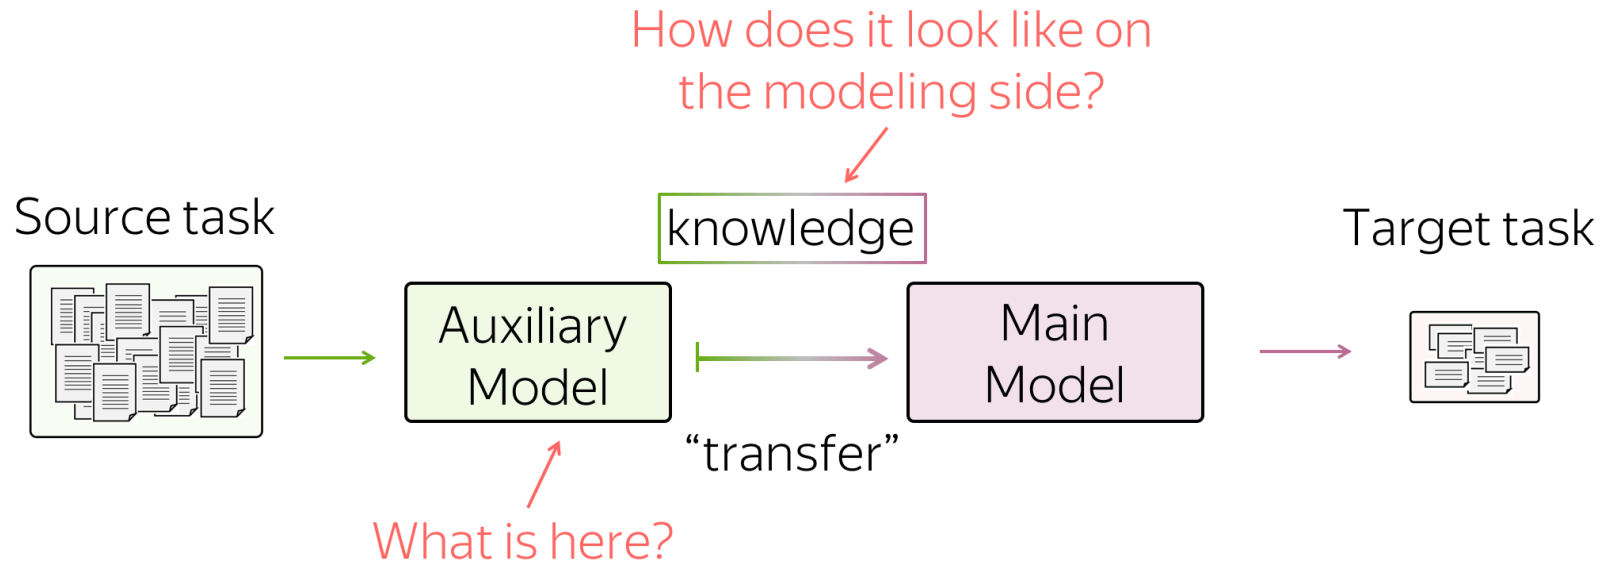 How does it look like on
the modeling side?
Source task
knowledge
Target task
Auxiliary
Model
Main
Model
“transfer”
What is here?